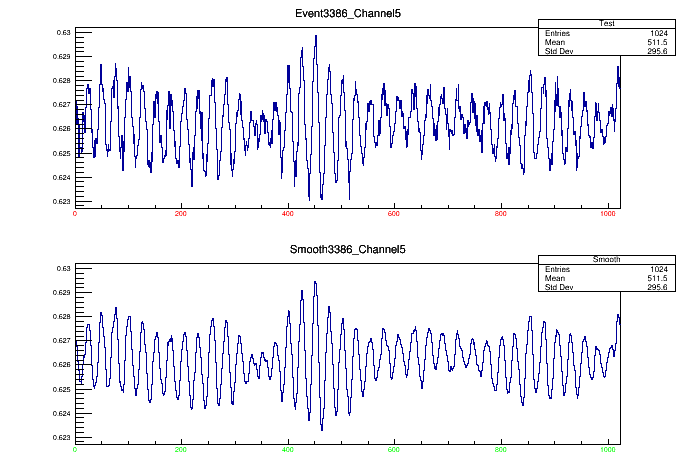 Event3386_Channel5
Test
Entries 1024
Mean 511.5
Std Dev 295.6
0.63
0.629
0.628
0.627
0.626
0.625
0.624
0.623
0 200 400 600 800 1000
Smooth3386_Channel5
Smooth
Entries 1024
Mean 511.5
Std Dev 295.6
0.63
0.629
0.628
0.627
0.626
0.625
0.624
0.623
0 200 400 600 800 1000